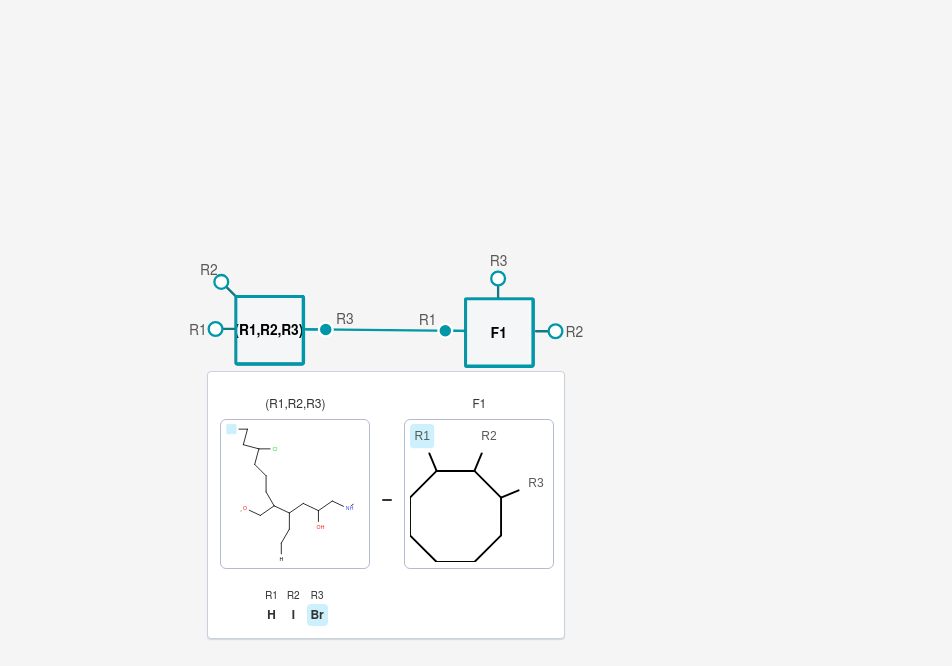 R3
R2
R1
(R1,R2,R3)
R3
R1
F1
R2
(R1,R2,R3)
F1
R1
R2
R3
Cl
O
OH
NH
H
–
R1 R2 R3
H I Br